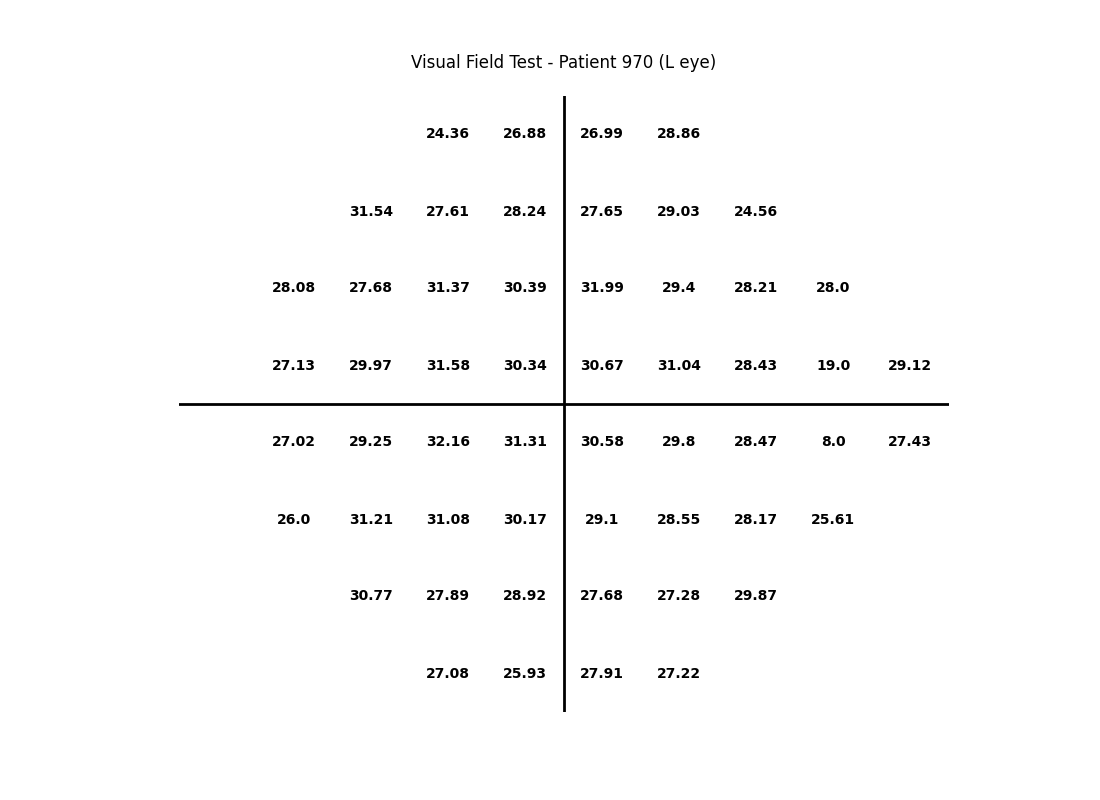 Visual Field Test - Patient 970 (L eye)
24.36 26.88 26.99 28.86
31.54 27.61 28.24 27.65 29.03 24.56
28.08 27.68 31.37 30.39 31.99 29.4 28.21 28.0
27.13 29.97 31.58 30.34 30.67 31.04 28.43 19.0 29.12
27.02 29.25 32.16 31.31 30.58 29.8 28.47 8.0 27.43
26.0 31.21 31.08 30.17 29.1 28.55 28.17 25.61
30.77 27.89 28.92 27.68 27.28 29.87
27.08 25.93 27.91 27.22